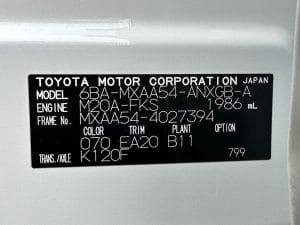 TOYOTA MOTOR CORPORATION JAPAN
MODEL 6BA-MXAA54-ANXGB-A
ENGINE M20A-FKS 1986 mL
FRAME No. MXAA54-4027394
COLOR TRIM PLANT OPTION
070 EA20 B11
TRANS./AXLE K120F 799